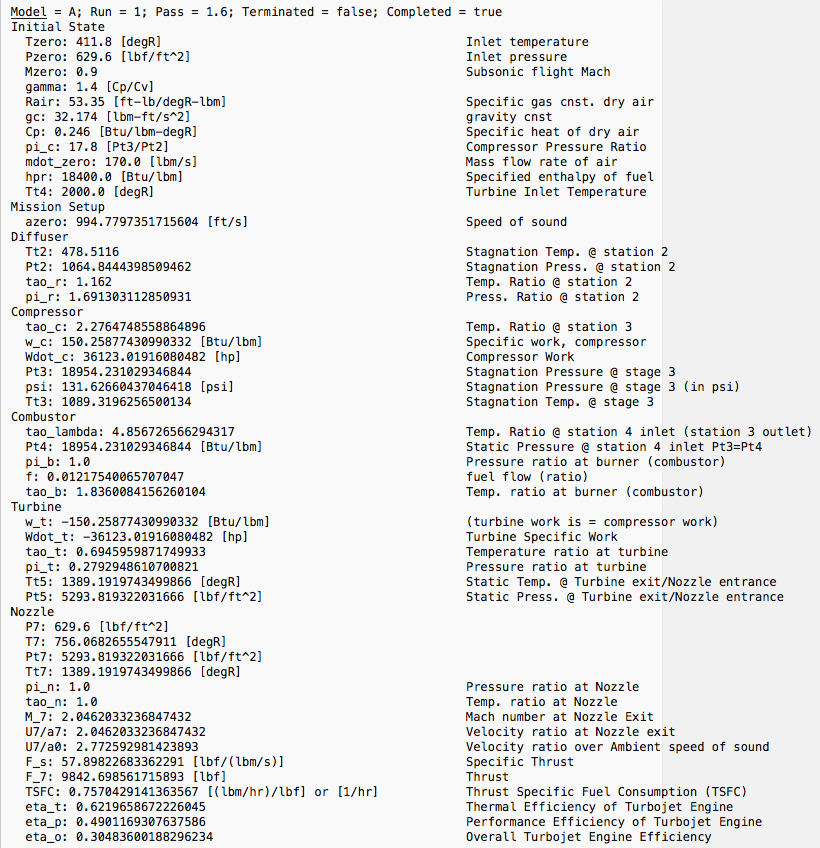 Model = A; Run = 1; Pass = 1.6; Terminated = false; Completed = true
Initial State
Tzero: 411.8 [degR] Inlet temperature
Pzero: 629.6 [lbf/ft^2] Inlet pressure
Mzero: 0.9 Subsonic flight Mach
gamma: 1.4 [Cp/Cv]
Rair: 53.35 [ft-lb/degR-lbm] Specific gas cnst. dry air
gc: 32.174 [lbm-ft/s^2] gravity cnst
Cp: 0.246 [Btu/lbm-degR] Specific heat of dry air
pi_c: 17.8 [Pt3/Pt2] Compressor Pressure Ratio
mdot_zero: 170.0 [lbm/s] Mass flow rate of air
hpr: 18400.0 [Btu/lbm] Specified enthalpy of fuel
Tt4: 2000.0 [degR] Turbine Inlet Temperature
Mission Setup
azero: 994.7797351715604 [ft/s] Speed of sound
Diffuser
Tt2: 478.5116 Stagnation Temp. @ station 2
Pt2: 1064.8444398509462 Stagnation Press. @ station 2
tao_r: 1.162 Temp. Ratio @ station 2
pi_r: 1.691303112850931 Press. Ratio @ station 2
Compressor
tao_c: 2.2764748558864896 Temp. Ratio @ station 3
w_c: 150.25877430990332 [Btu/lbm] Specific work, compressor
Wdot_c: 36123.01916080482 [hp] Compressor Work
Pt3: 18954.231029346844 Stagnation Pressure @ stage 3
psi: 131.62660437046418 [psi] Stagnation Pressure @ stage 3 (in psi)
Tt3: 1089.3196256500134 Stagnation Temp. @ stage 3
Combustor
tao_lambda: 4.856726566294317 Temp. Ratio @ station 4 inlet (station 3 outlet)
Pt4: 18954.231029346844 [Btu/lbm] Static Pressure @ station 4 inlet Pt3=Pt4
pi_b: 1.0 Pressure ratio at burner (combustor)
f: 0.01217540065707047 fuel flow (ratio)
tao_b: 1.8360084156260104 Temp. ratio at burner (combustor)
Turbine
w_t: -150.25877430990332 [Btu/lbm] (turbine work is = compressor work)
Wdot_t: -36123.01916080482 [hp] Turbine Specific Work
tao_t: 0.6945959871749933 Temperature ratio at turbine
pi_t: 0.2792948610700821 Pressure ratio at turbine
Tt5: 1389.1919743499866 [degR] Static Temp. @ Turbine exit/Nozzle entrance
Pt5: 5293.819322031666 [lbf/ft^2] Static Press. @ Turbine exit/Nozzle entrance
Nozzle
P7: 629.6 [lbf/ft^2]
T7: 756.0682655547911 [degR]
Pt7: 5293.819322031666 [lbf/ft^2]
Tt7: 1389.1919743499866 [degR]
pi_n: 1.0 Pressure ratio at Nozzle
tao_n: 1.0 Temp. ratio at Nozzle
M_7: 2.0462033236847432 Mach number at Nozzle Exit
U7/a7: 2.0462033236847432 Velocity ratio at Nozzle exit
U7/a0: 2.772592981423893 Velocity ratio over Ambient speed of sound
F_s: 57.89822683362291 [lbf/(lbm/s)] Specific Thrust
F_7: 9842.698561715893 [lbf] Thrust
TSFC: 0.7570429141363567 [(lbm/hr)/lbf] or [1/hr] Thrust Specific Fuel Consumption (TSFC)
eta_t: 0.6219658672226045 Thermal Efficiency of Turbojet Engine
eta_p: 0.4901169307637586 Performance Efficiency of Turbojet Engine
eta_o: 0.30483600188296234 Overall Turbojet Engine Efficiency